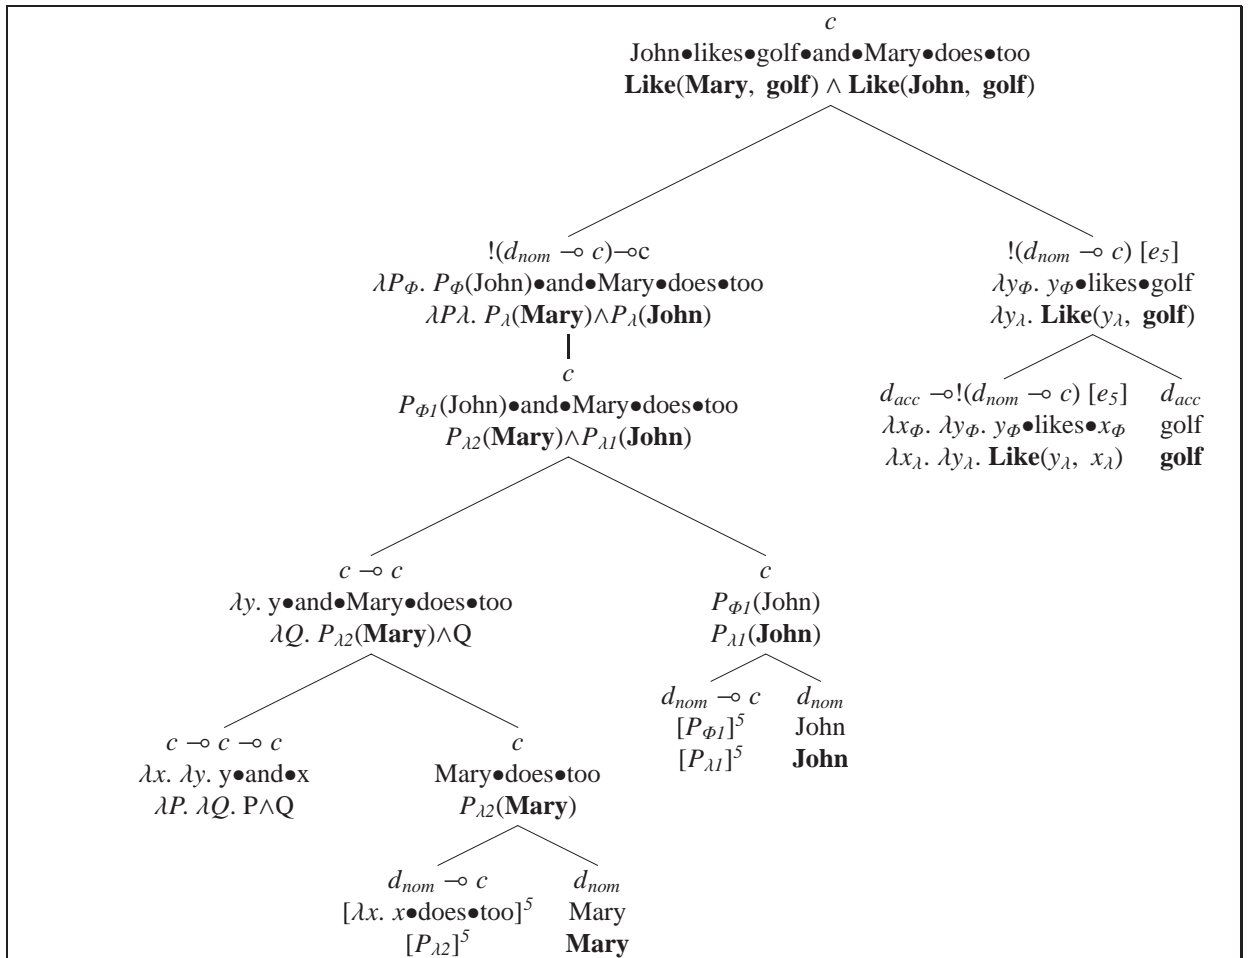 c
John●likes●golf●and●Mary●does●too
Like(Mary, golf) ∧ Like(John, golf)
!(d_nom ⊸ c)⊸c
λP_Φ. P_Φ(John)●and●Mary●does●too
λPλ. P_λ(Mary)∧P_λ(John)
!(d_nom ⊸ c) [e_5]
λy_Φ. y_Φ●likes●golf
λy_λ. Like(y_λ, golf)
c
P_Φ1(John)●and●Mary●does●too
P_λ2(Mary)∧P_λ1(John)
d_acc ⊸!(d_nom ⊸ c) [e_5]
λx_Φ. λy_Φ. y_Φ●likes●x_Φ
λx_λ. λy_λ. Like(y_λ, x_λ)
d_acc
golf
golf
c ⊸ c
λy. y●and●Mary●does●too
λQ. P_λ2(Mary)∧Q
c
P_Φ1(John)
P_λ1(John)
d_nom ⊸ c
[P_Φ1]^5
[P_λ1]^5
d_nom
John
John
c ⊸ c ⊸ c
λx. λy. y●and●x
λP. λQ. P∧Q
c
Mary●does●too
P_λ2(Mary)
d_nom ⊸ c
[λx. x●does●too]^5
[P_λ2]^5
d_nom
Mary
Mary